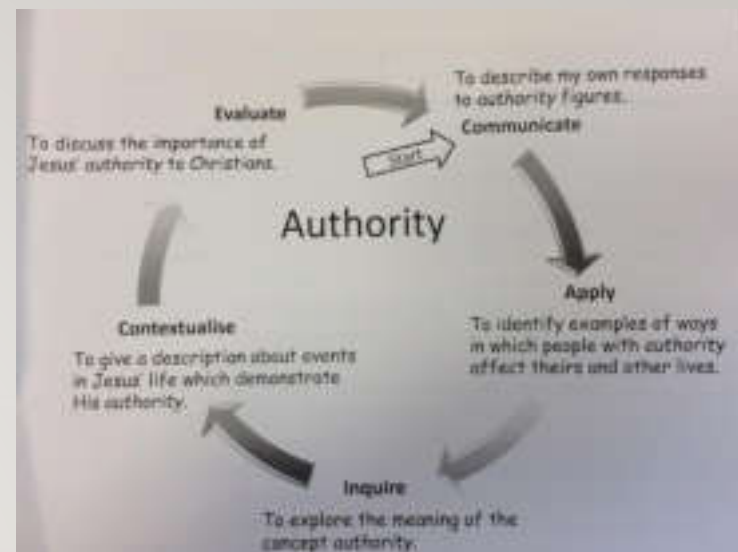 Authority
To describe my own responses
to authority figures.
Communicate
Start
Apply
To identify examples of ways
in which people with authority
affect theirs and other lives.
Inquire
To explore the meaning of the
concept authority.
Contextualise
To give a description about events
in Jesus' life which demonstrate
His authority.
Evaluate
To discuss the importance of
Jesus' authority to Christians.